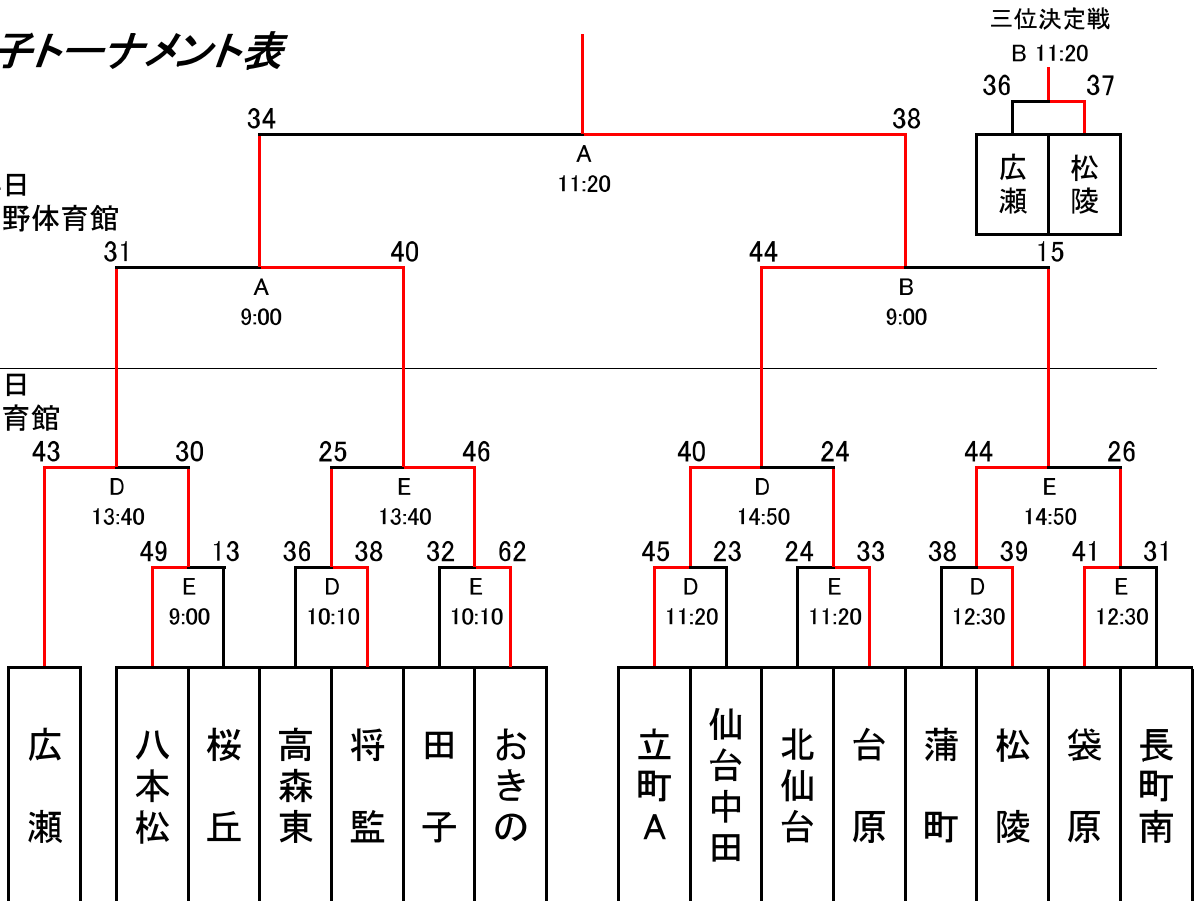 三位決定戦
子トーナメント表
B 11:20
36 37
34 38
A
11:20
広瀬 松陵
日
野体育館
31 40 44 15
A B
9:00 9:00
日
育館
43 30 25 46 40 24 44 26
D E D E
13:40 13:40 14:50 14:50
49 13 36 38 32 62 45 23 24 33 38 39 41 31
E D E D E D E
9:00 10:10 10:10 11:20 11:20 12:30 12:30
広瀬
八本松
桜丘
高森東
将監
田子
おきの
立町A
仙台中田
北仙台
台原
蒲町
松陵
袋原
長町南